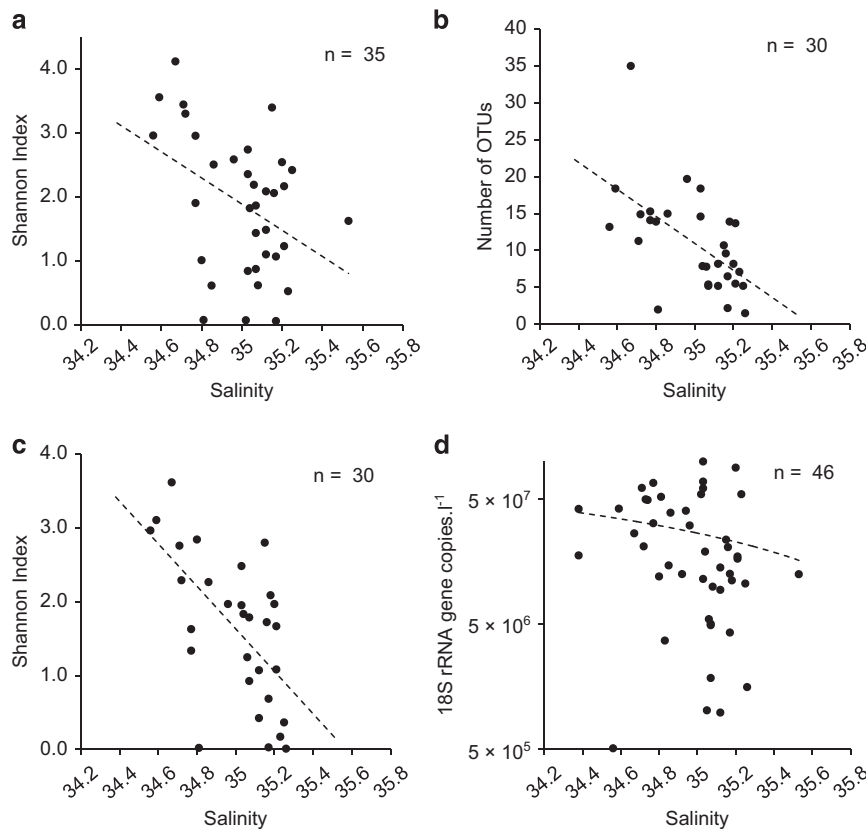 a
n = 35
Shannon Index
4.0
3.0
2.0
1.0
0.0
34.2 34.4 34.6 34.8 35 35.2 35.4 35.6 35.8
Salinity
b
n = 30
Number of OTUs
40
35
30
25
20
15
10
5
0
34.2 34.4 34.6 34.8 35 35.2 35.4 35.6 35.8
Salinity
c
n = 30
Shannon Index
4.0
3.0
2.0
1.0
0.0
34.2 34.4 34.6 34.8 35 35.2 35.4 35.6 35.8
Salinity
d
n = 46
18S rRNA gene copies.l⁻¹
5 × 10⁷
5 × 10⁶
5 × 10⁵
34.2 34.4 34.6 34.8 35 35.2 35.4 35.6 35.8
Salinity